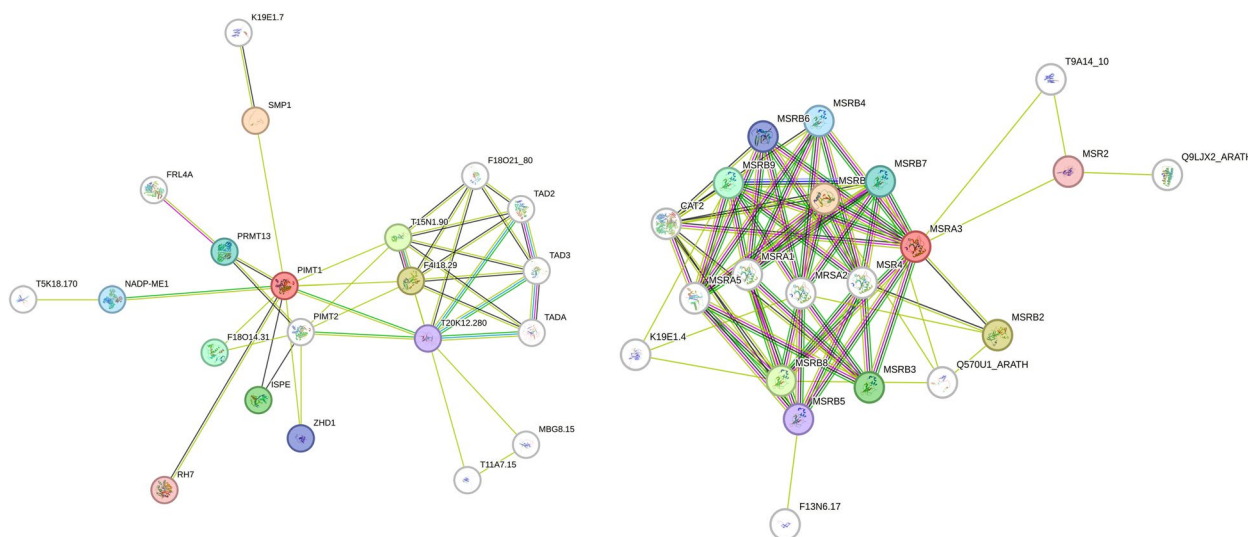 K19E1.7
SMP1
FRL4A
PRMT13
PIMT1
T5K18.170
NADP-ME1
PIMT2
F18O14.31
ISPE
ZHD1
RH7
F18O21_80
TAD2
T15N1.90
TAD3
F4I18.29
TADA
T20K12.280
MBG8.15
T11A7.15
T9A14_10
MSRB4
MSRB6
MSR2
Q9LJX2_ARATH
MSRB9
MSRB7
MSRB
CAT2
MSRA3
MSRA1
MSR4
MRSA2
MSRA5
MSRB2
K19E1.4
MSRB8
MSRB3
Q570U1_ARATH
MSRB5
F13N6.17